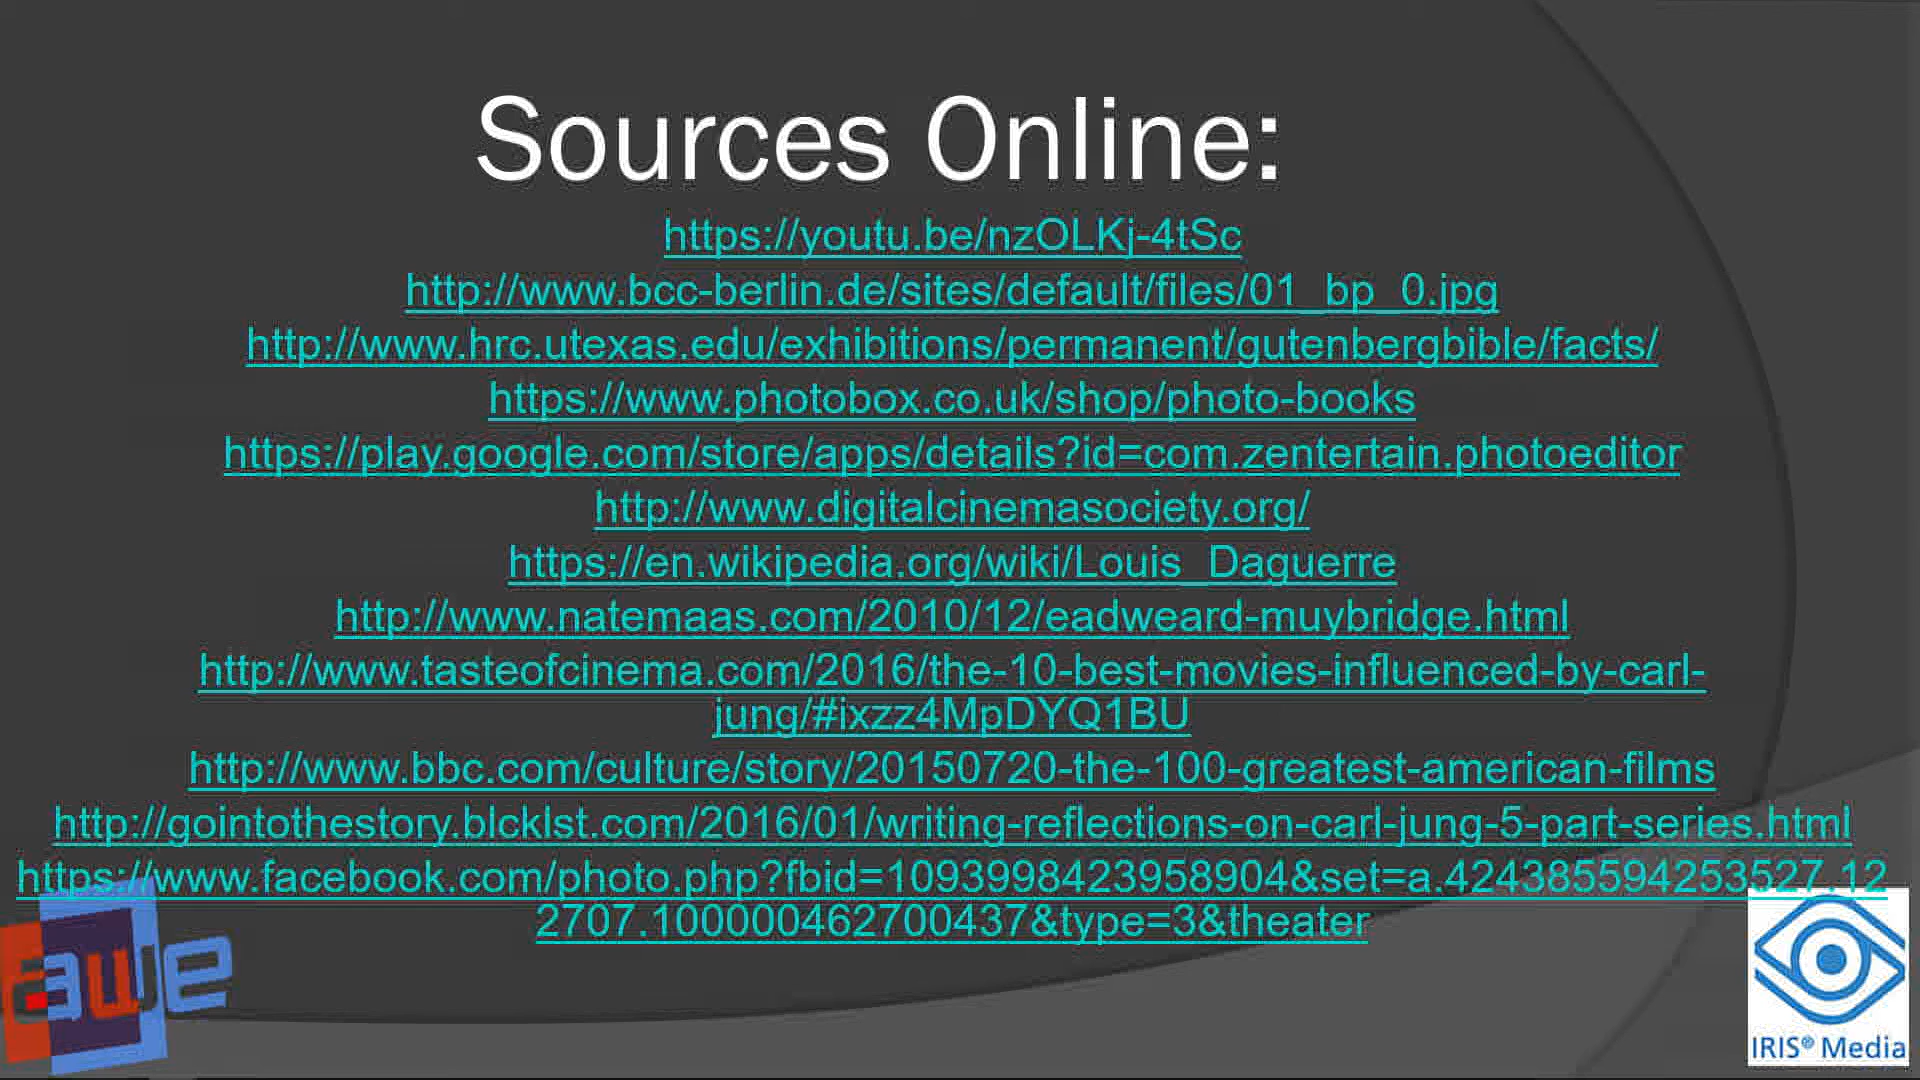 Sources Online:
https://youtu.be/nzOLKj-4tSc
http://www.bcc-berlin.de/sites/default/files/01_bp_0.jpg
http://www.hrc.utexas.edu/exhibitions/permanent/gutenbergbible/facts/
https://www.photobox.co.uk/shop/photo-books
https://play.google.com/store/apps/details?id=com.zentertain.photoeditor
http://www.digitalcinemasociety.org/
https://en.wikipedia.org/wiki/Louis_Daguerre
http://www.natemaas.com/2010/12/eadweard-muybridge.html
http://www.tasteofcinema.com/2016/the-10-best-movies-influenced-by-carl-
jung/#ixzz4MpDYQ1BU
http://www.bbc.com/culture/story/20150720-the-100-greatest-american-films
http://gointothestory.blcklst.com/2016/01/writing-reflections-on-carl-jung-5-part-series.html
https://www.facebook.com/photo.php?fbid=1093998423958904&set=a.424385594253527.12
2707.100000462700437&type=3&theater
IRIS® Media